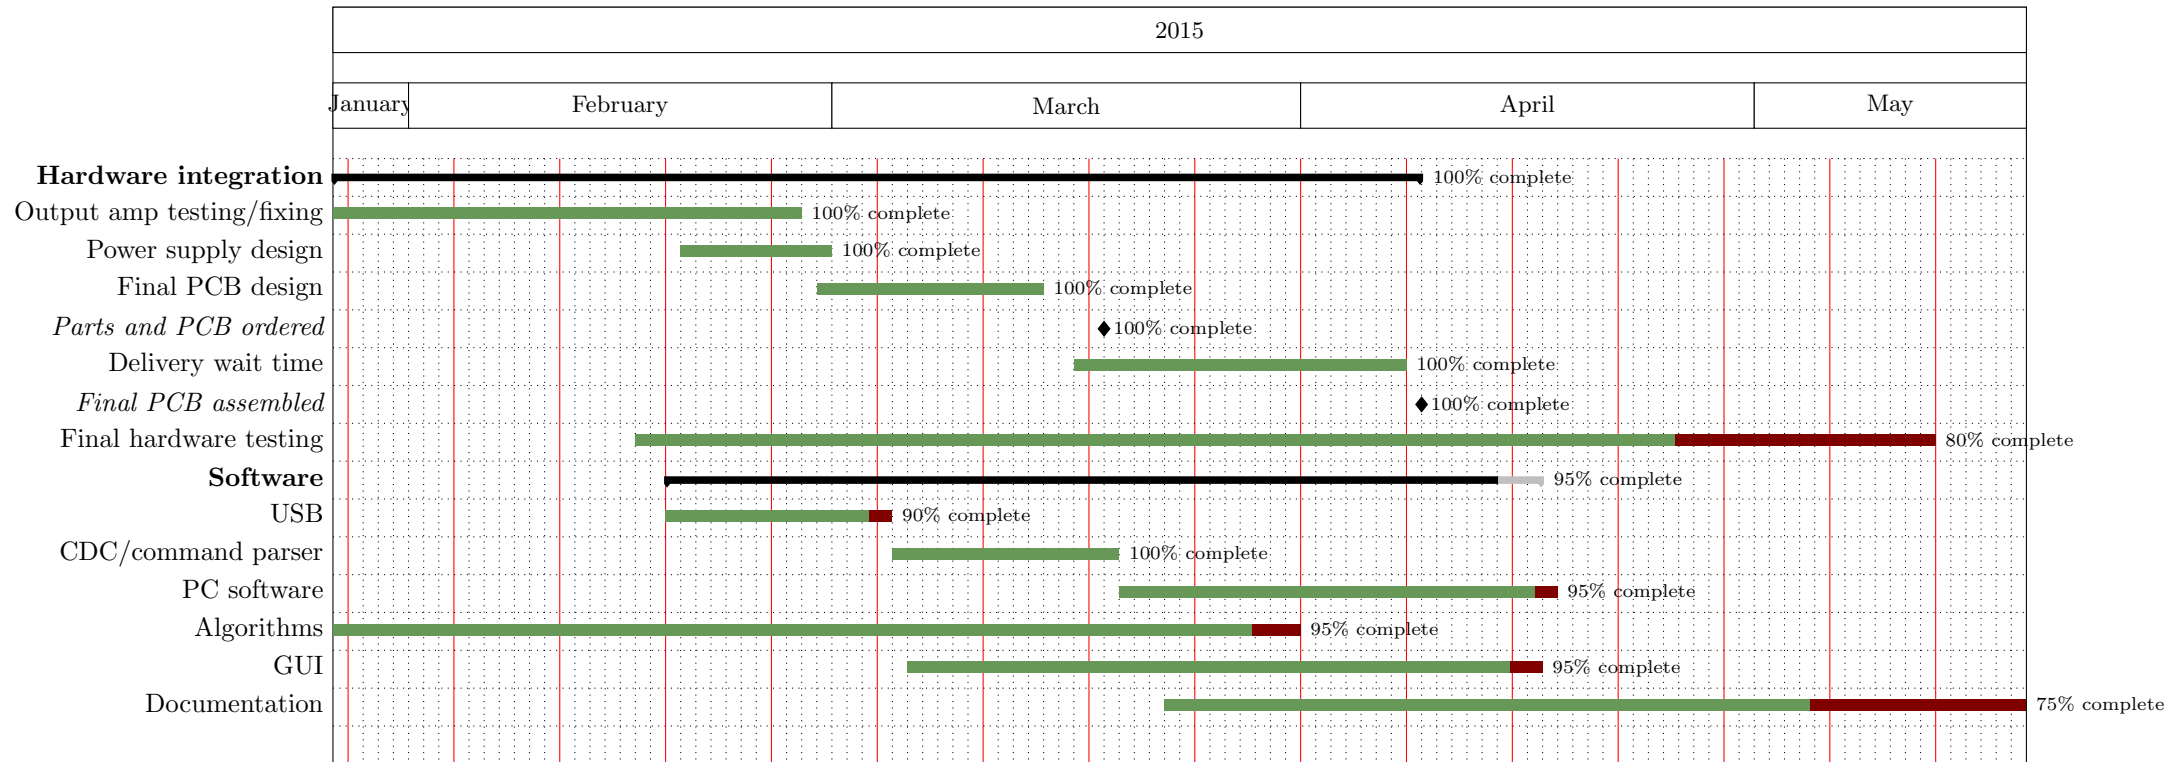 2015
January February March April May
Hardware integration 100% complete
Output amp testing/fixing 100% complete
Power supply design 100% complete
Final PCB design 100% complete
Parts and PCB ordered 100% complete
Delivery wait time 100% complete
Final PCB assembled 100% complete
Final hardware testing 80% complete
Software 95% complete
USB 90% complete
CDC/command parser 100% complete
PC software 95% complete
Algorithms 95% complete
GUI 95% complete
Documentation 75% complete